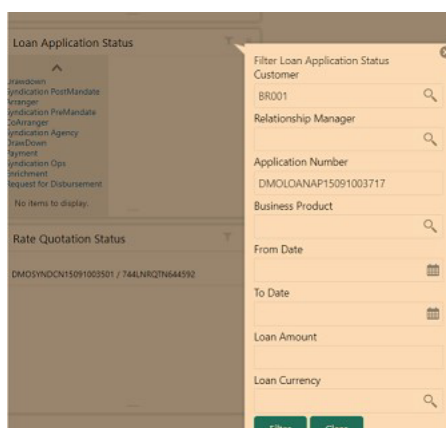 Loan Application Status
Drawdown
Syndication PostMandate
Arranger
Syndication PreMandate
CoArranger
Syndication Agency
DrawDown
Payment
Syndication Ops
Enrichment
Request for Disbursement
No items to display.
Rate Quotation Status
DMOSYNDCN15091003501 / 744LNRQTN644592
Filter Loan Application Status
Customer
BR001
Relationship Manager
Application Number
DMOLOANAP15091003717
Business Product
From Date
To Date
Loan Amount
Loan Currency
Filter
Clear